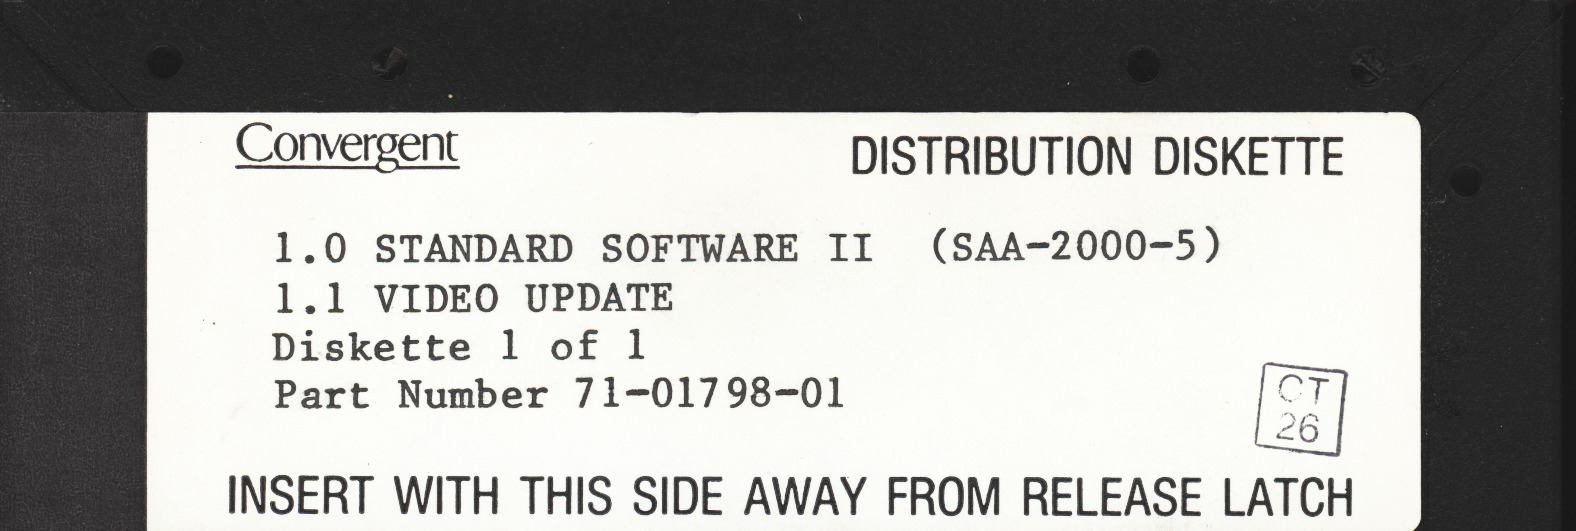 Convergent
DISTRIBUTION DISKETTE
1.0 STANDARD SOFTWARE II (SAA-2000-5)
1.1 VIDEO UPDATE
Diskette 1 of 1
Part Number 71-01798-01
CT
26
INSERT WITH THIS SIDE AWAY FROM RELEASE LATCH